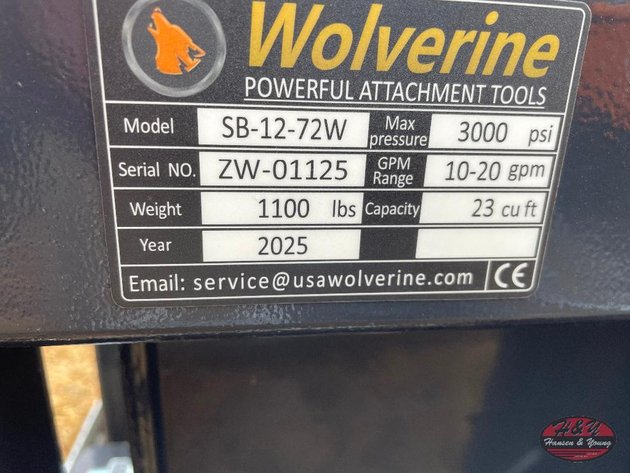 Wolverine
POWERFUL ATTACHMENT TOOLS
Model SB-12-72W Max pressure 3000 psi
Serial NO. ZW-01125 GPM Range 10-20 gpm
Weight 1100 lbs Capacity 23 cu ft
Year 2025
Email: service@usawolverine.com CE
H&Y
Hansen & Young